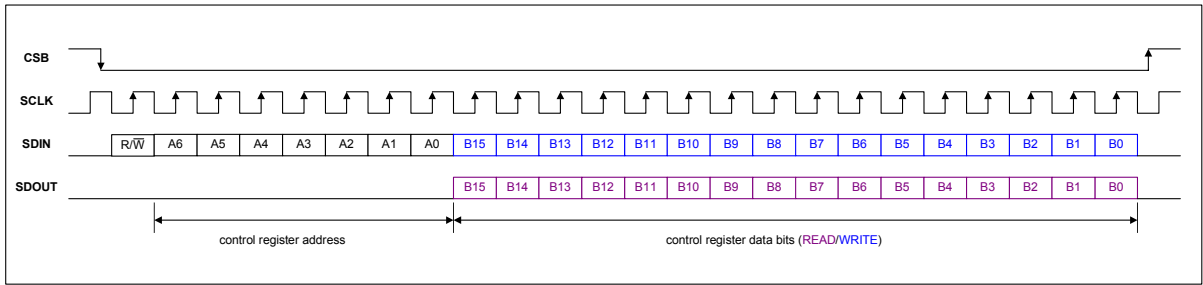 CSB
SCLK
SDIN R/W̅ A6 A5 A4 A3 A2 A1 A0 B15 B14 B13 B12 B11 B10 B9 B8 B7 B6 B5 B4 B3 B2 B1 B0
SDOUT B15 B14 B13 B12 B11 B10 B9 B8 B7 B6 B5 B4 B3 B2 B1 B0
control register address control register data bits (READ/WRITE)